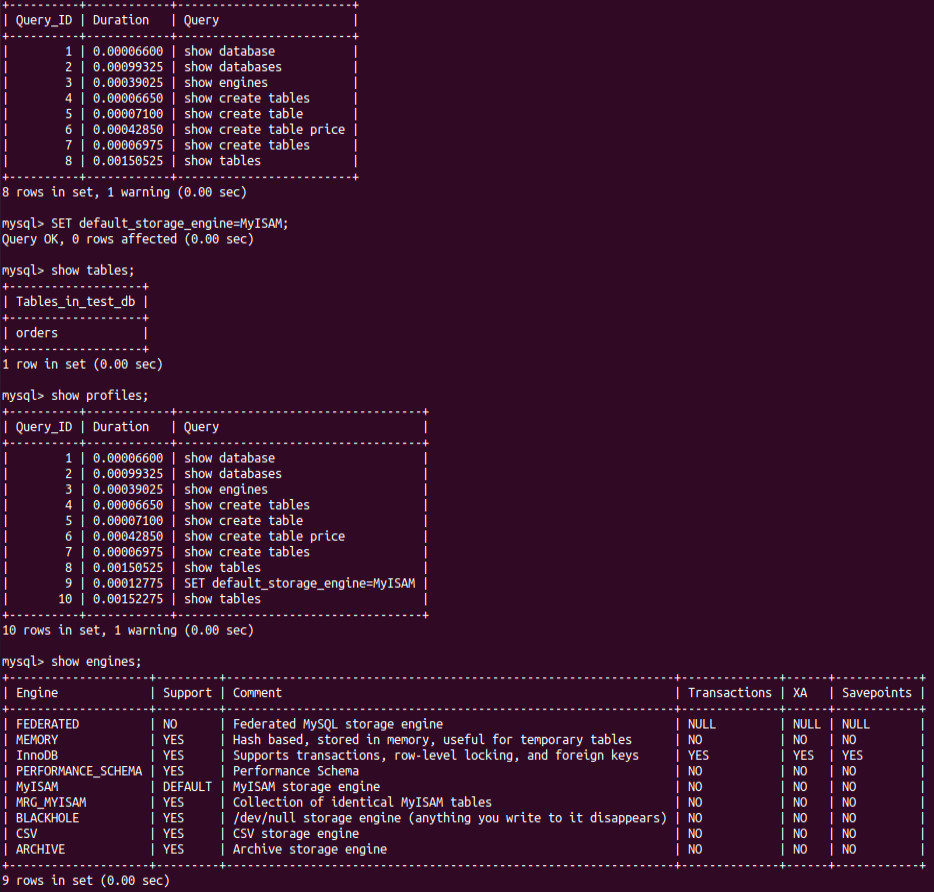 +----------+------------+-------------------------+
| Query_ID | Duration   | Query                   |
+----------+------------+-------------------------+
|        1 | 0.00006600 | show database           |
|        2 | 0.00099325 | show databases          |
|        3 | 0.00039025 | show engines            |
|        4 | 0.00006650 | show create tables      |
|        5 | 0.00007100 | show create table       |
|        6 | 0.00042850 | show create table price |
|        7 | 0.00006975 | show create tables      |
|        8 | 0.00150525 | show tables             |
+----------+------------+-------------------------+
8 rows in set, 1 warning (0.00 sec)
mysql> SET default_storage_engine=MyISAM;
Query OK, 0 rows affected (0.00 sec)
mysql> show tables;
+-------------------+
| Tables_in_test_db |
+-------------------+
| orders            |
+-------------------+
1 row in set (0.00 sec)
mysql> show profiles;
+----------+------------+-----------------------------------+
| Query_ID | Duration   | Query                             |
+----------+------------+-----------------------------------+
|        1 | 0.00006600 | show database                     |
|        2 | 0.00099325 | show databases                    |
|        3 | 0.00039025 | show engines                      |
|        4 | 0.00006650 | show create tables                |
|        5 | 0.00007100 | show create table                 |
|        6 | 0.00042850 | show create table price           |
|        7 | 0.00006975 | show create tables                |
|        8 | 0.00150525 | show tables                       |
|        9 | 0.00012775 | SET default_storage_engine=MyISAM |
|       10 | 0.00152275 | show tables                       |
+----------+------------+-----------------------------------+
10 rows in set, 1 warning (0.00 sec)
mysql> show engines;
+--------------------+---------+----------------------------------------------------------------+--------------+------+------------+
| Engine             | Support | Comment                                                        | Transactions | XA   | Savepoints |
+--------------------+---------+----------------------------------------------------------------+--------------+------+------------+
| FEDERATED          | NO      | Federated MySQL storage engine                                 | NULL         | NULL | NULL       |
| MEMORY             | YES     | Hash based, stored in memory, useful for temporary tables      | NO           | NO   | NO         |
| InnoDB             | YES     | Supports transactions, row-level locking, and foreign keys     | YES          | YES  | YES        |
| PERFORMANCE_SCHEMA | YES     | Performance Schema                                             | NO           | NO   | NO         |
| MyISAM             | DEFAULT | MyISAM storage engine                                          | NO           | NO   | NO         |
| MRG_MYISAM         | YES     | Collection of identical MyISAM tables                          | NO           | NO   | NO         |
| BLACKHOLE          | YES     | /dev/null storage engine (anything you write to it disappears) | NO           | NO   | NO         |
| CSV                | YES     | CSV storage engine                                             | NO           | NO   | NO         |
| ARCHIVE            | YES     | Archive storage engine                                         | NO           | NO   | NO         |
+--------------------+---------+----------------------------------------------------------------+--------------+------+------------+
9 rows in set (0.00 sec)